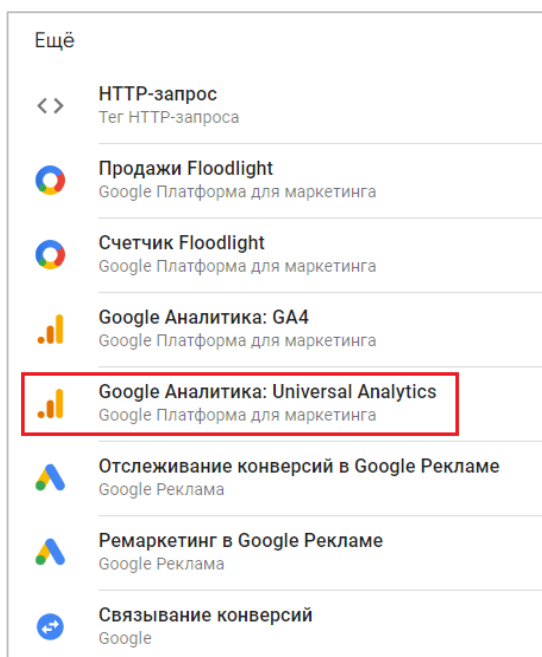 Ещё
HTTP-запрос
Тег HTTP-запроса
Продажи Floodlight
Google Платформа для маркетинга
Счетчик Floodlight
Google Платформа для маркетинга
Google Аналитика: GA4
Google Платформа для маркетинга
Google Аналитика: Universal Analytics
Google Платформа для маркетинга
Отслеживание конверсий в Google Рекламе
Google Реклама
Ремаркетинг в Google Рекламе
Google Реклама
Связывание конверсий
Google